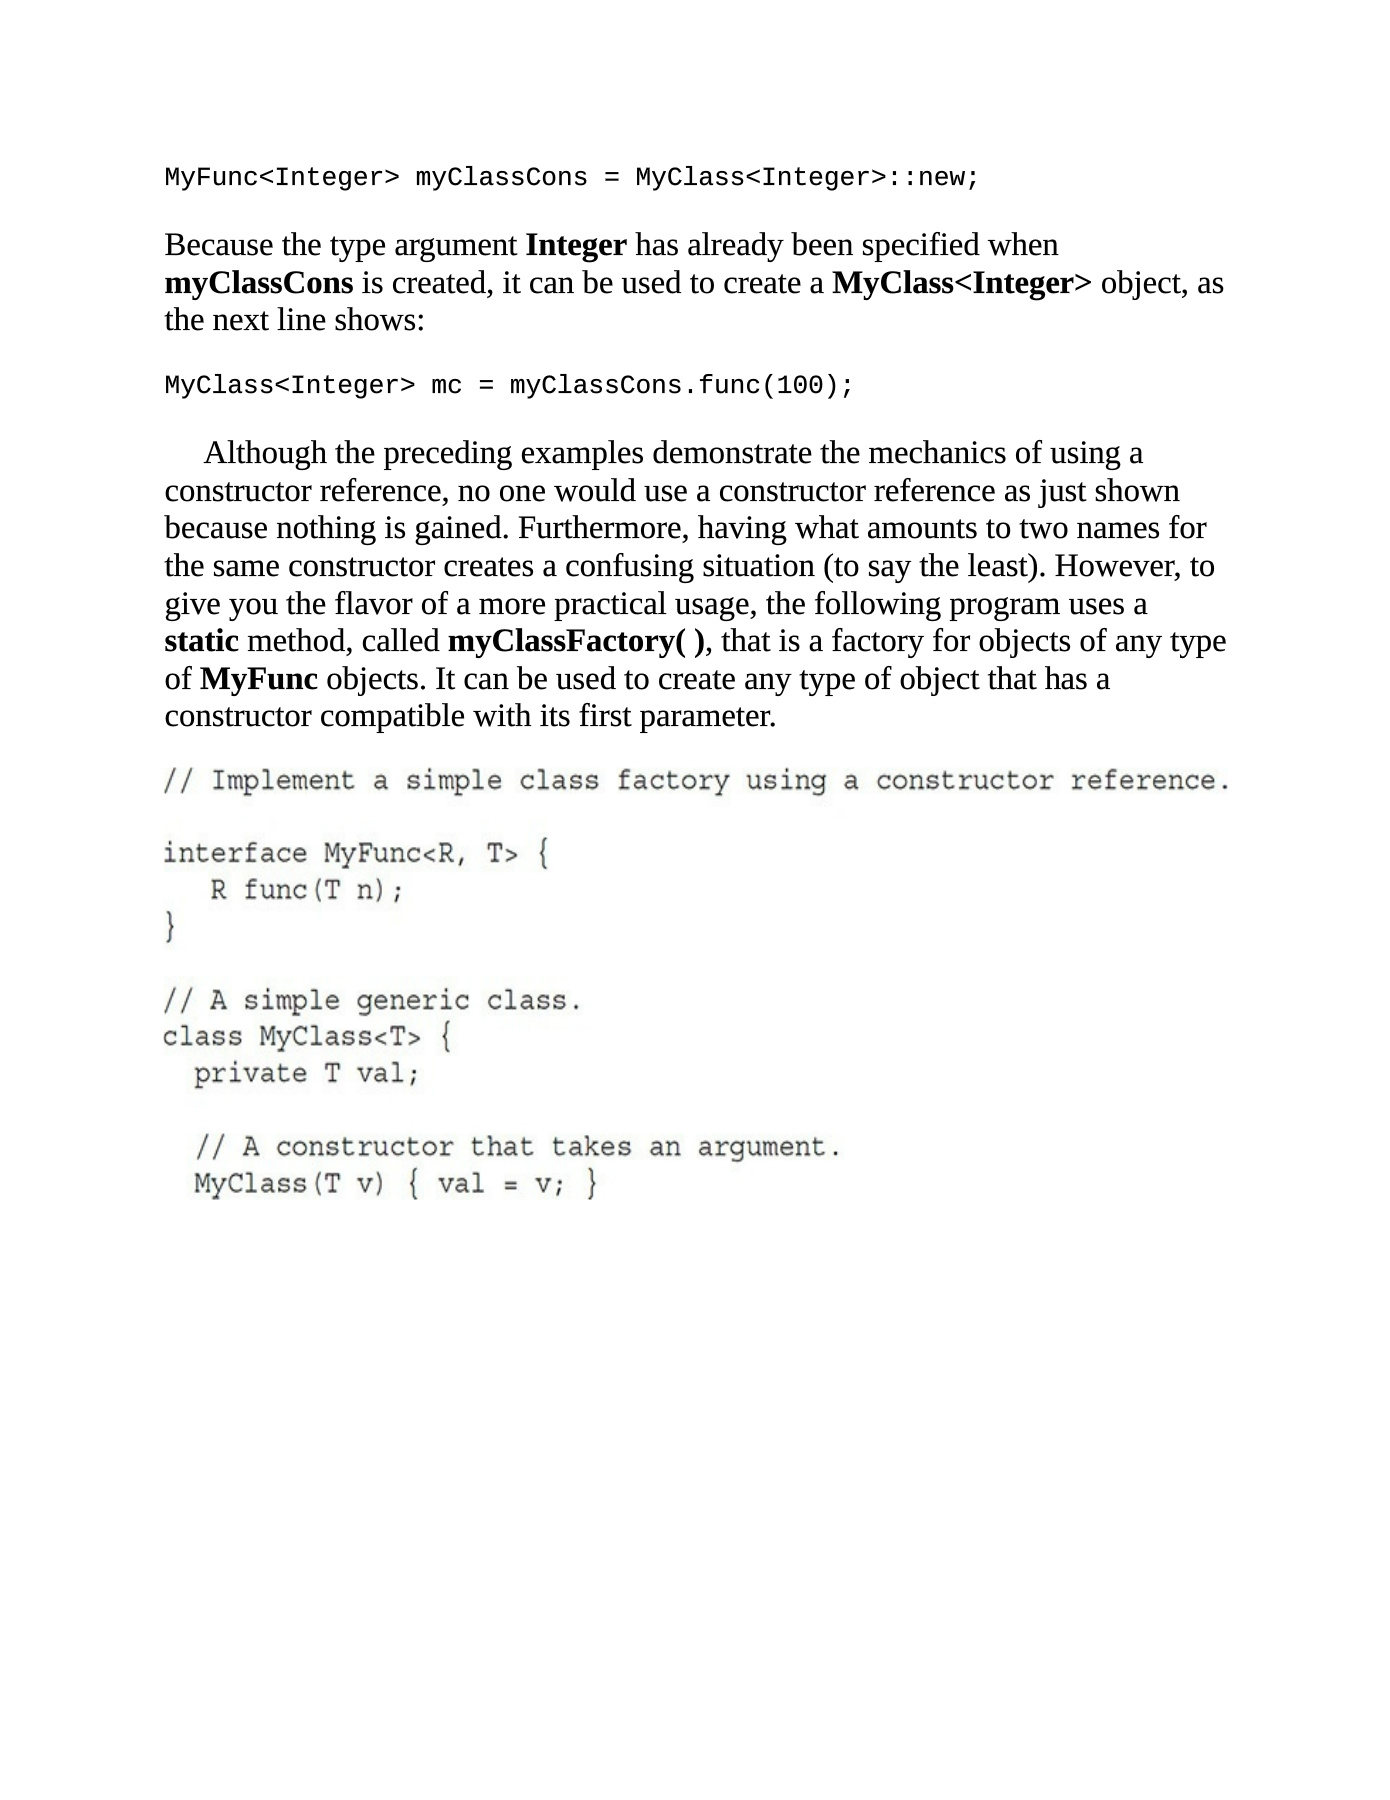 MyFunc<Integer> myClassCons = MyClass<Integer>::new;
Because the type argument Integer has already been specified when
myClassCons is created, it can be used to create a MyClass<Integer> object, as
the next line shows:
MyClass<Integer> mc = myClassCons.func(100);
Although the preceding examples demonstrate the mechanics of using a
constructor reference, no one would use a constructor reference as just shown
because nothing is gained. Furthermore, having what amounts to two names for
the same constructor creates a confusing situation (to say the least). However, to
give you the flavor of a more practical usage, the following program uses a
static method, called myClassFactory( ), that is a factory for objects of any type
of MyFunc objects. It can be used to create any type of object that has a
constructor compatible with its first parameter.
// Implement a simple class factory using a constructor reference.
interface MyFunc<R, T> {
   R func(T n);
}
// A simple generic class.
class MyClass<T> {
  private T val;
  // A constructor that takes an argument.
  MyClass(T v) { val = v; }